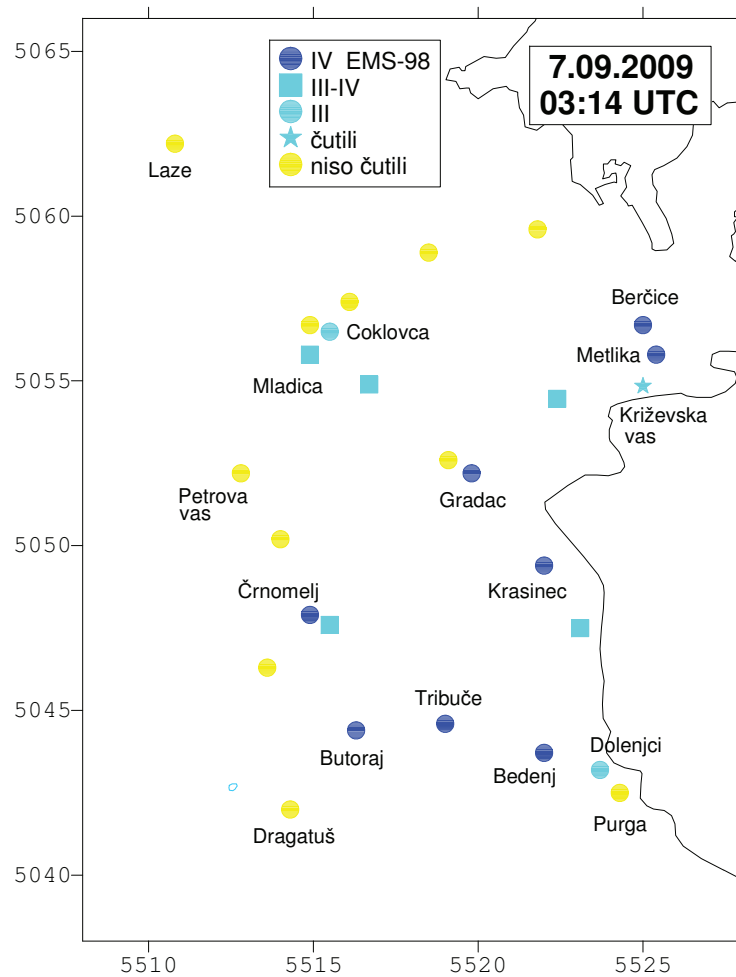 5065
IV EMS-98
III-IV
III
čutili
niso čutili
7.09.2009
03:14 UTC
Laze
5060
Berčice
Coklovca
Metlika
5055
Mladica
Križevska
vas
Petrova
vas
Gradac
5050
Črnomelj
Krasinec
5045
Tribuče
Butoraj
Dolenjci
Bedenj
Dragatuš
Purga
5040
5510
5515
5520
5525